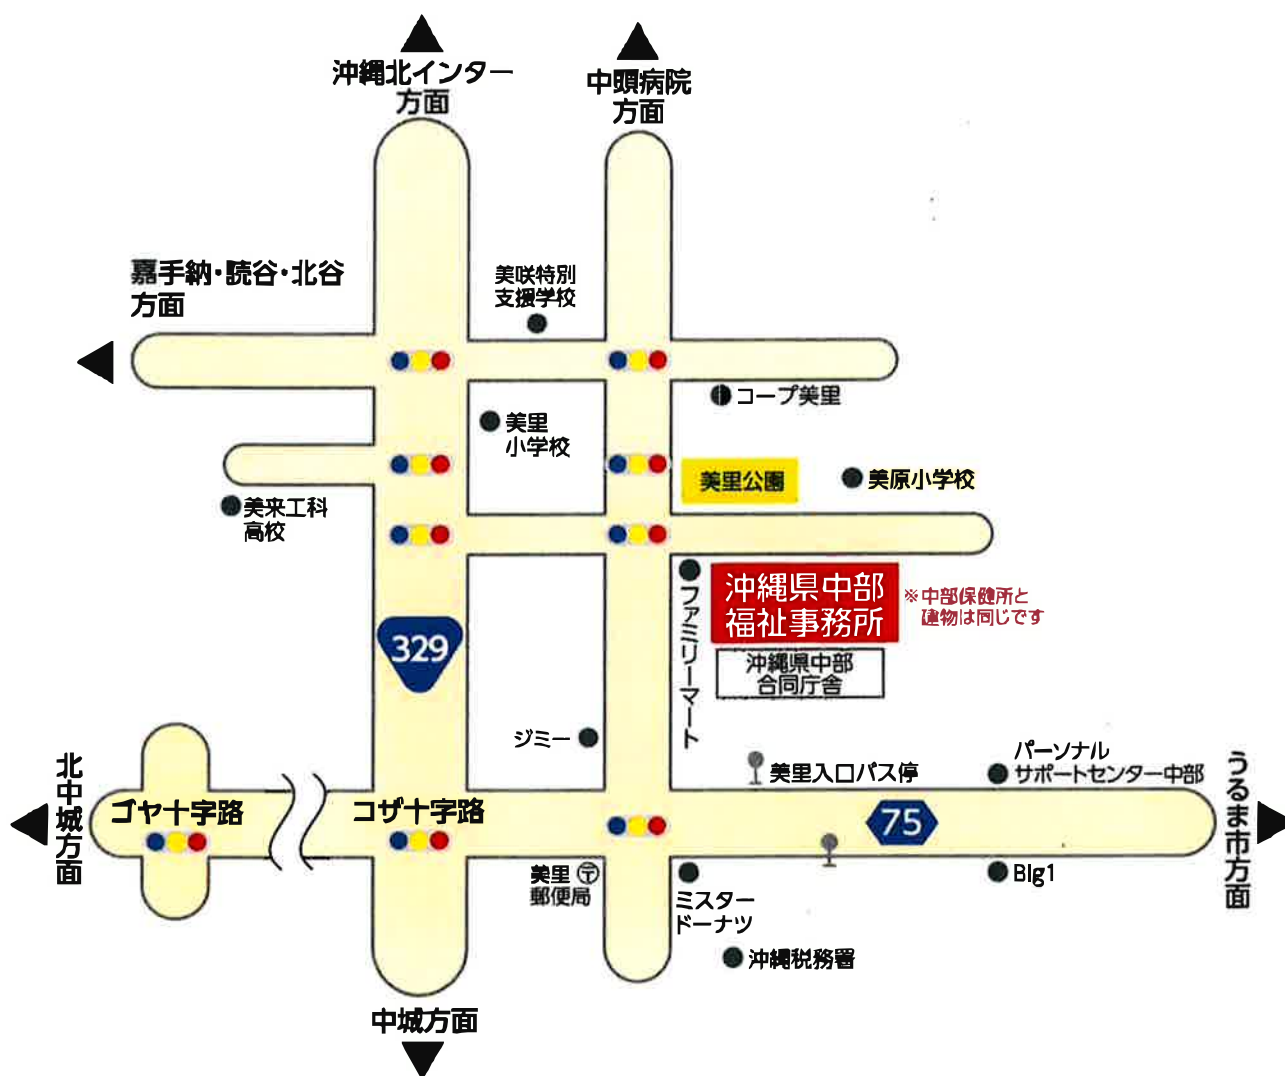 沖縄北インター
方面
中頭病院
方面
嘉手納・読谷・北谷
方面
美咲特別
支援学校
コープ美里
美里
小学校
美里公園
美原小学校
美来工科
高校
ファミリーマート
沖縄県中部
福祉事務所
※中部保健所と
建物は同じです
沖縄県中部
合同庁舎
329
ジミー
美里入口バス停
パーソナル
サポートセンター中部
北中城方面
ゴヤ十字路
コザ十字路
75
うるま市方面
美里
郵便局
ミスター
ドーナツ
Big1
沖縄税務署
中城方面